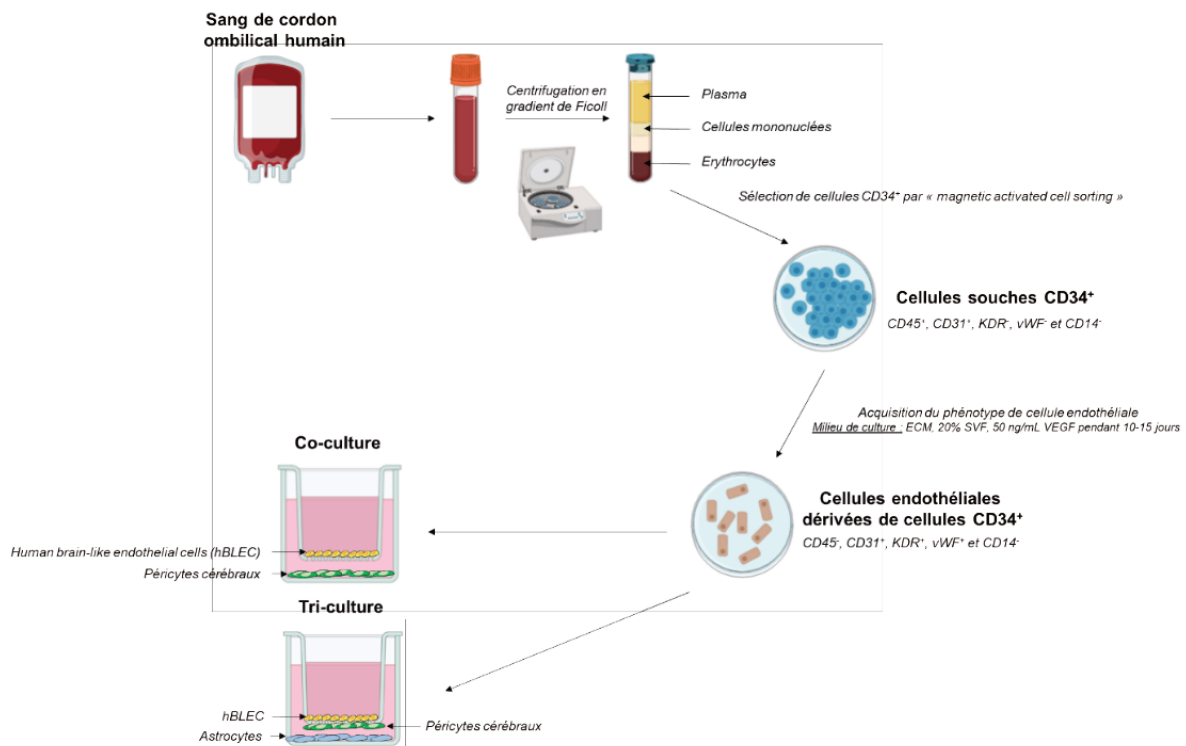 Sang de cordon
ombilical humain
Centrifugation en
gradient de Ficoll
Plasma
Cellules mononuclées
Erythrocytes
Sélection de cellules CD34⁺ par « magnetic activated cell sorting »
Cellules souches CD34⁺
CD45⁺, CD31⁺, KDR⁻, vWF⁻ et CD14⁻
Acquisition du phénotype de cellule endothéliale
Milieu de culture : ECM, 20% SVF, 50 ng/mL VEGF pendant 10-15 jours
Cellules endothéliales
dérivées de cellules CD34⁺
CD45⁻, CD31⁺, KDR⁺, vWF⁺ et CD14⁻
Co-culture
Human brain-like endothelial cells (hBLEC)
Péricytes cérébraux
Tri-culture
hBLEC
Péricytes cérébraux
Astrocytes